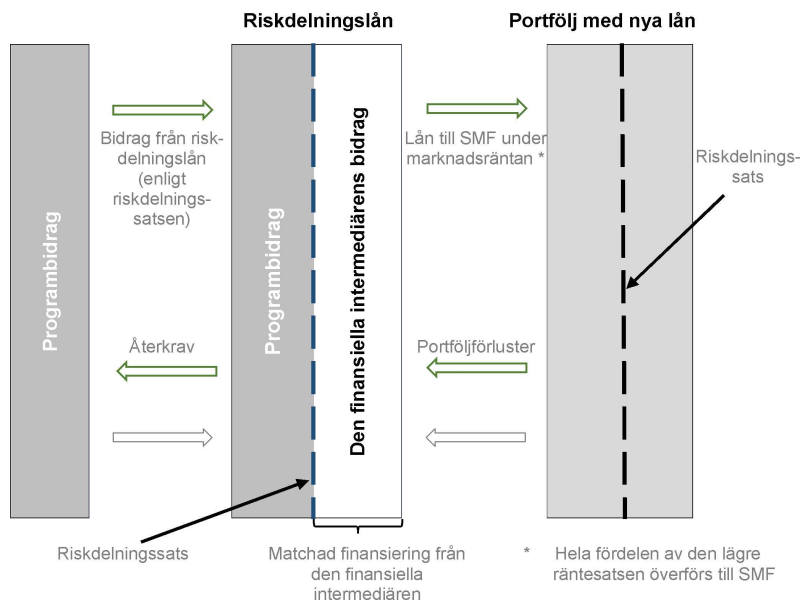 Riskdelningslån
Portfölj med nya lån
Programbidrag
Bidrag från risk-
delningslån
(enligt
riskdelnings-
satsen)
Programbidrag
Den finansiella intermediärens bidrag
Lån till SMF under
marknadsräntan *
Riskdelnings-
sats
Återkrav
Portföljförluster
Riskdelningssats
Matchad finansiering från
den finansiella
intermediären
* Hela fördelen av den lägre
räntesatsen överförs till SMF